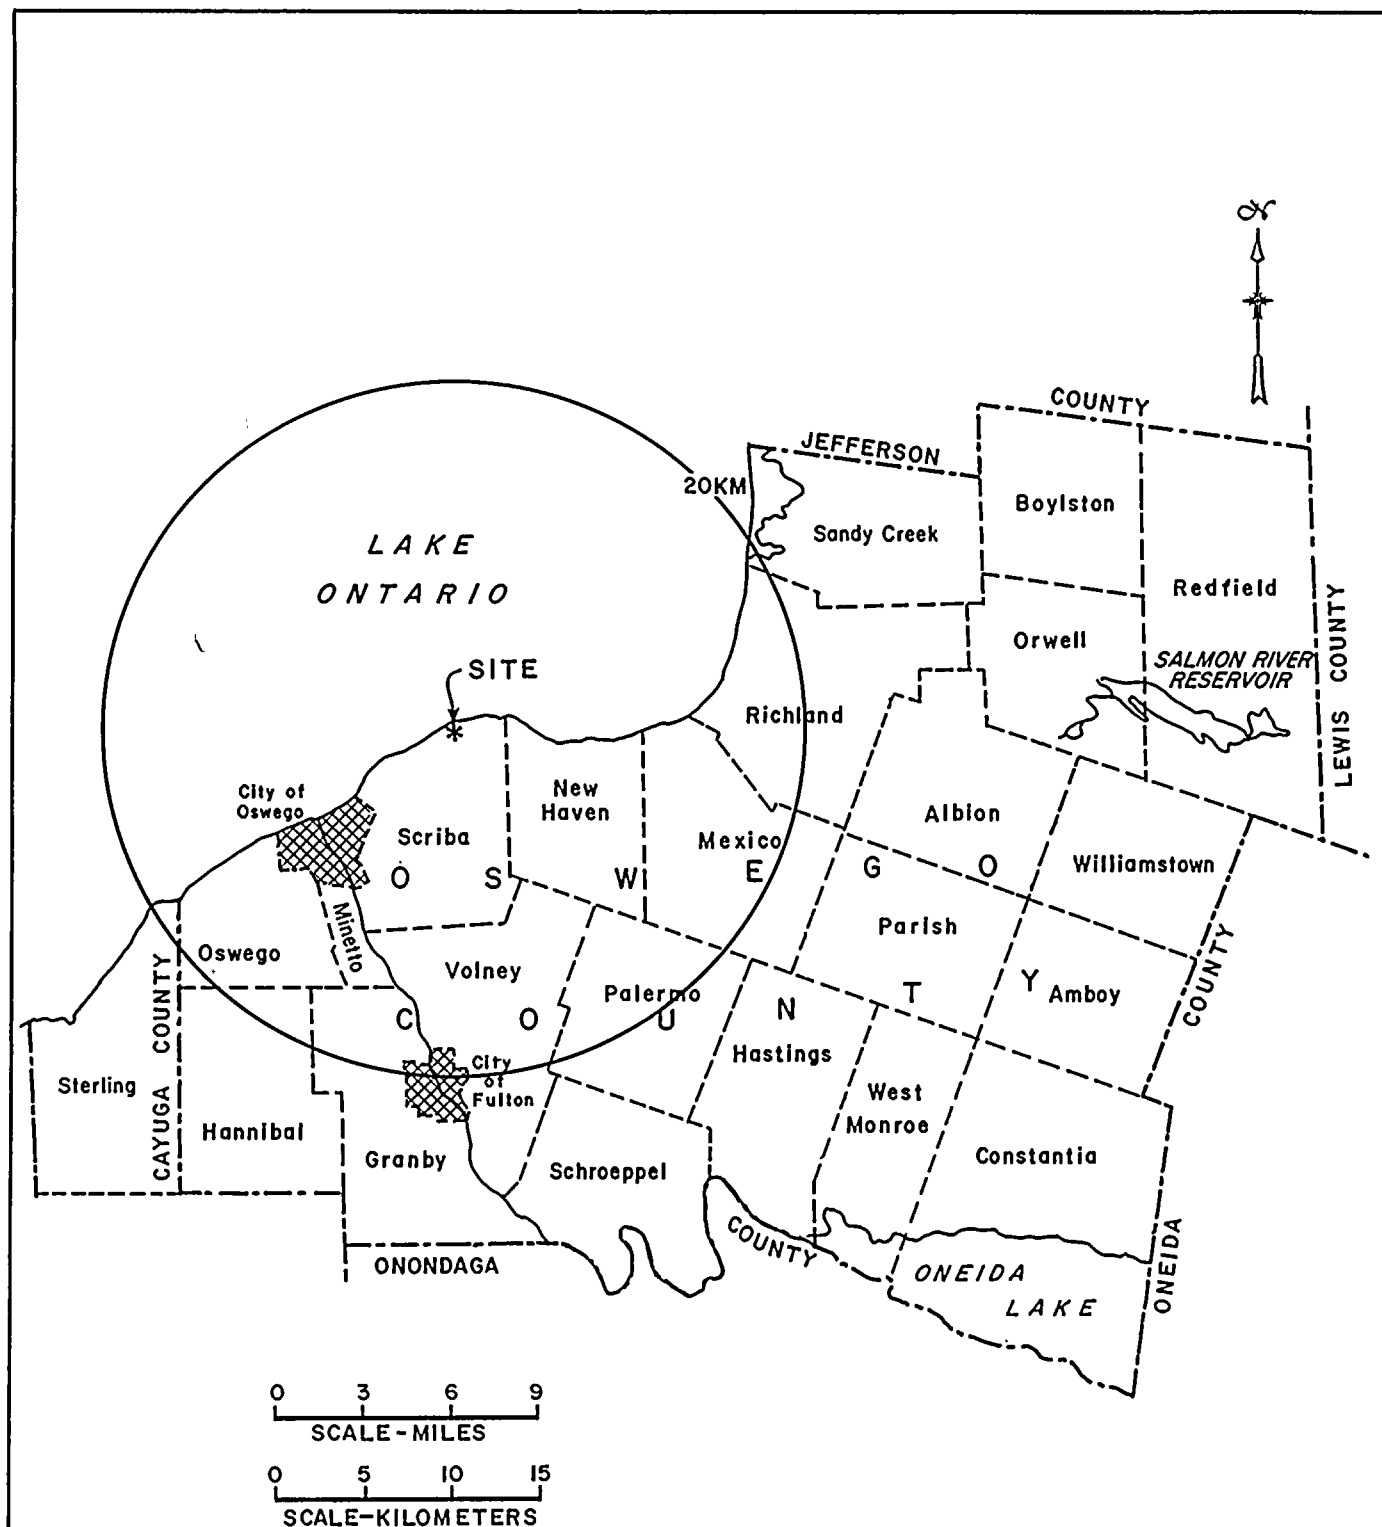 N
COUNTY
JEFFERSON
20KM
Boylston
Sandy Creek
LAKE
ONTARIO
Redfield
Orwell
LEWIS COUNTY
SITE
SALMON RIVER
RESERVOIR
Richland
City of
Oswego
New
Haven
Scriba
Mexico
Albion
Williamstown
O S W E G O
Minetto
Oswego
Volney
Parish
Palermo
Amboy
COUNTY
C O U N T Y
CAYUGA COUNTY
Sterling
City
of
Fulton
Hastings
West
Monroe
Hannibal
Granby
Schroeppel
Constantia
COUNTY
ONONDAGA
ONEIDA
LAKE
ONEIDA
0 3 6 9
SCALE-MILES
0 5 10 15
SCALE-KILOMETERS